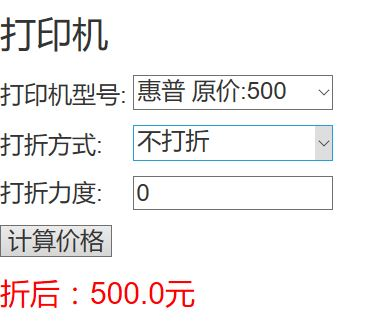 打印机
打印机型号: 惠普 原价:500
打折方式: 不打折
打折力度: 0
计算价格
折后：500.0元